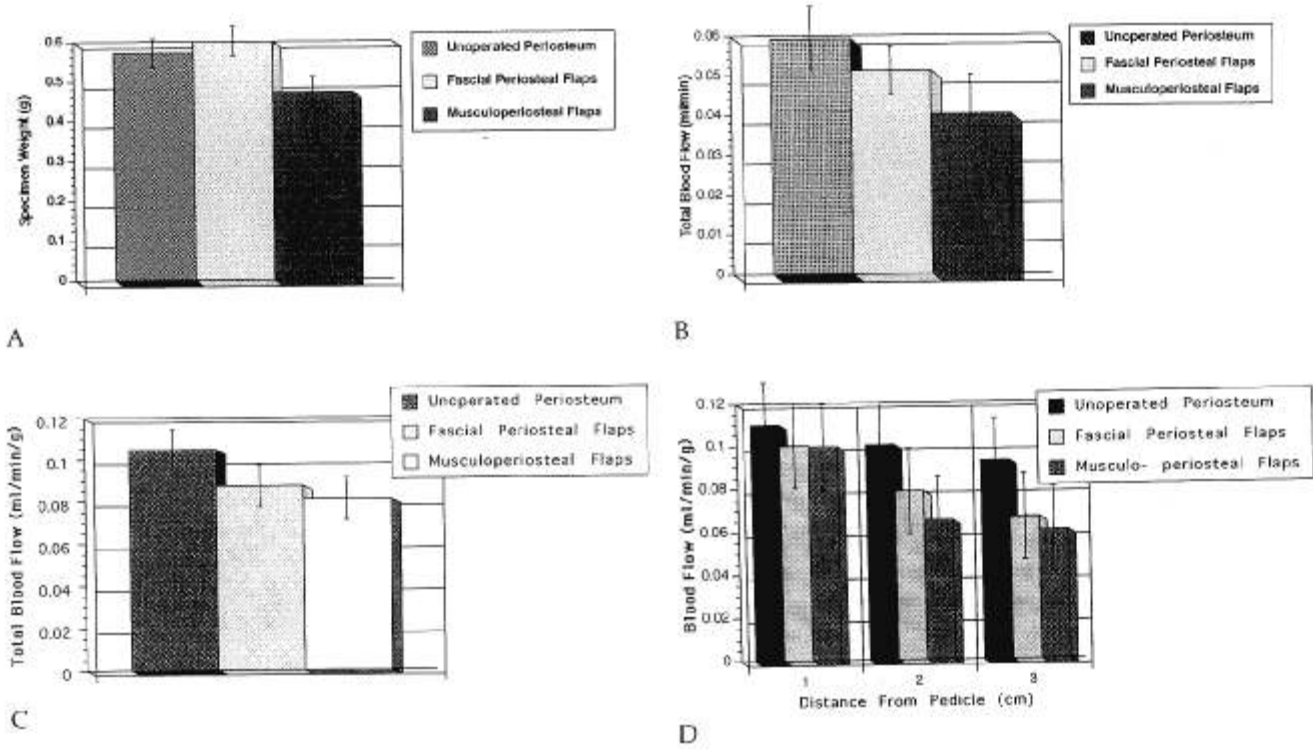 0.6
0.5
0.4
0.3
0.2
0.1
0
Specimen Weight (g)
Unoperated Periosteum
Fascial Periosteal Flaps
Musculoperiosteal Flaps
A
0.06
0.05
0.04
0.03
0.02
0.01
0
Total Blood Flow (ml/min)
Unoperated Periosteum
Fascial Periosteal Flaps
Musculoperiosteal Flaps
B
0.12
0.1
0.08
0.06
0.04
0.02
0
Total Blood Flow (ml/min/g)
Unoperated Periosteum
Fascial Periosteal Flaps
Musculoperiosteal Flaps
C
0.12
0.1
0.08
0.06
0.04
0.02
0
Blood Flow (ml/min/g)
Unoperated Periosteum
Fascial Periosteal Flaps
Musculo- periosteal Flaps
1 2 3
Distance From Pedicle (cm)
D